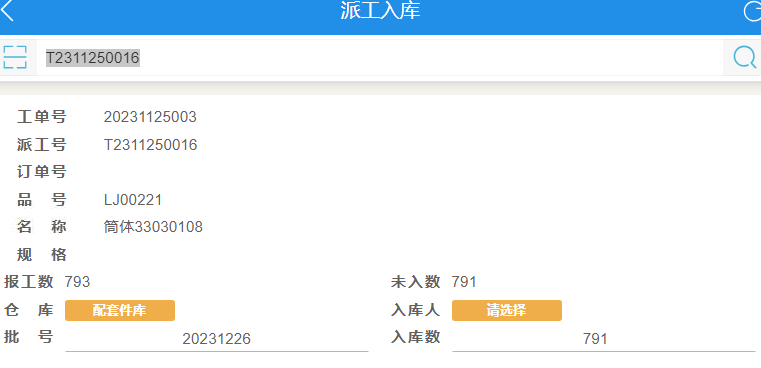 派工入库
T2311250016
工单号 20231125003
派工号 T2311250016
订单号
品 号 LJ00221
名 称 筒体33030108
规 格
报工数 793 未入数 791
仓 库 配套件库 入库人 请选择
批 号 20231226 入库数 791